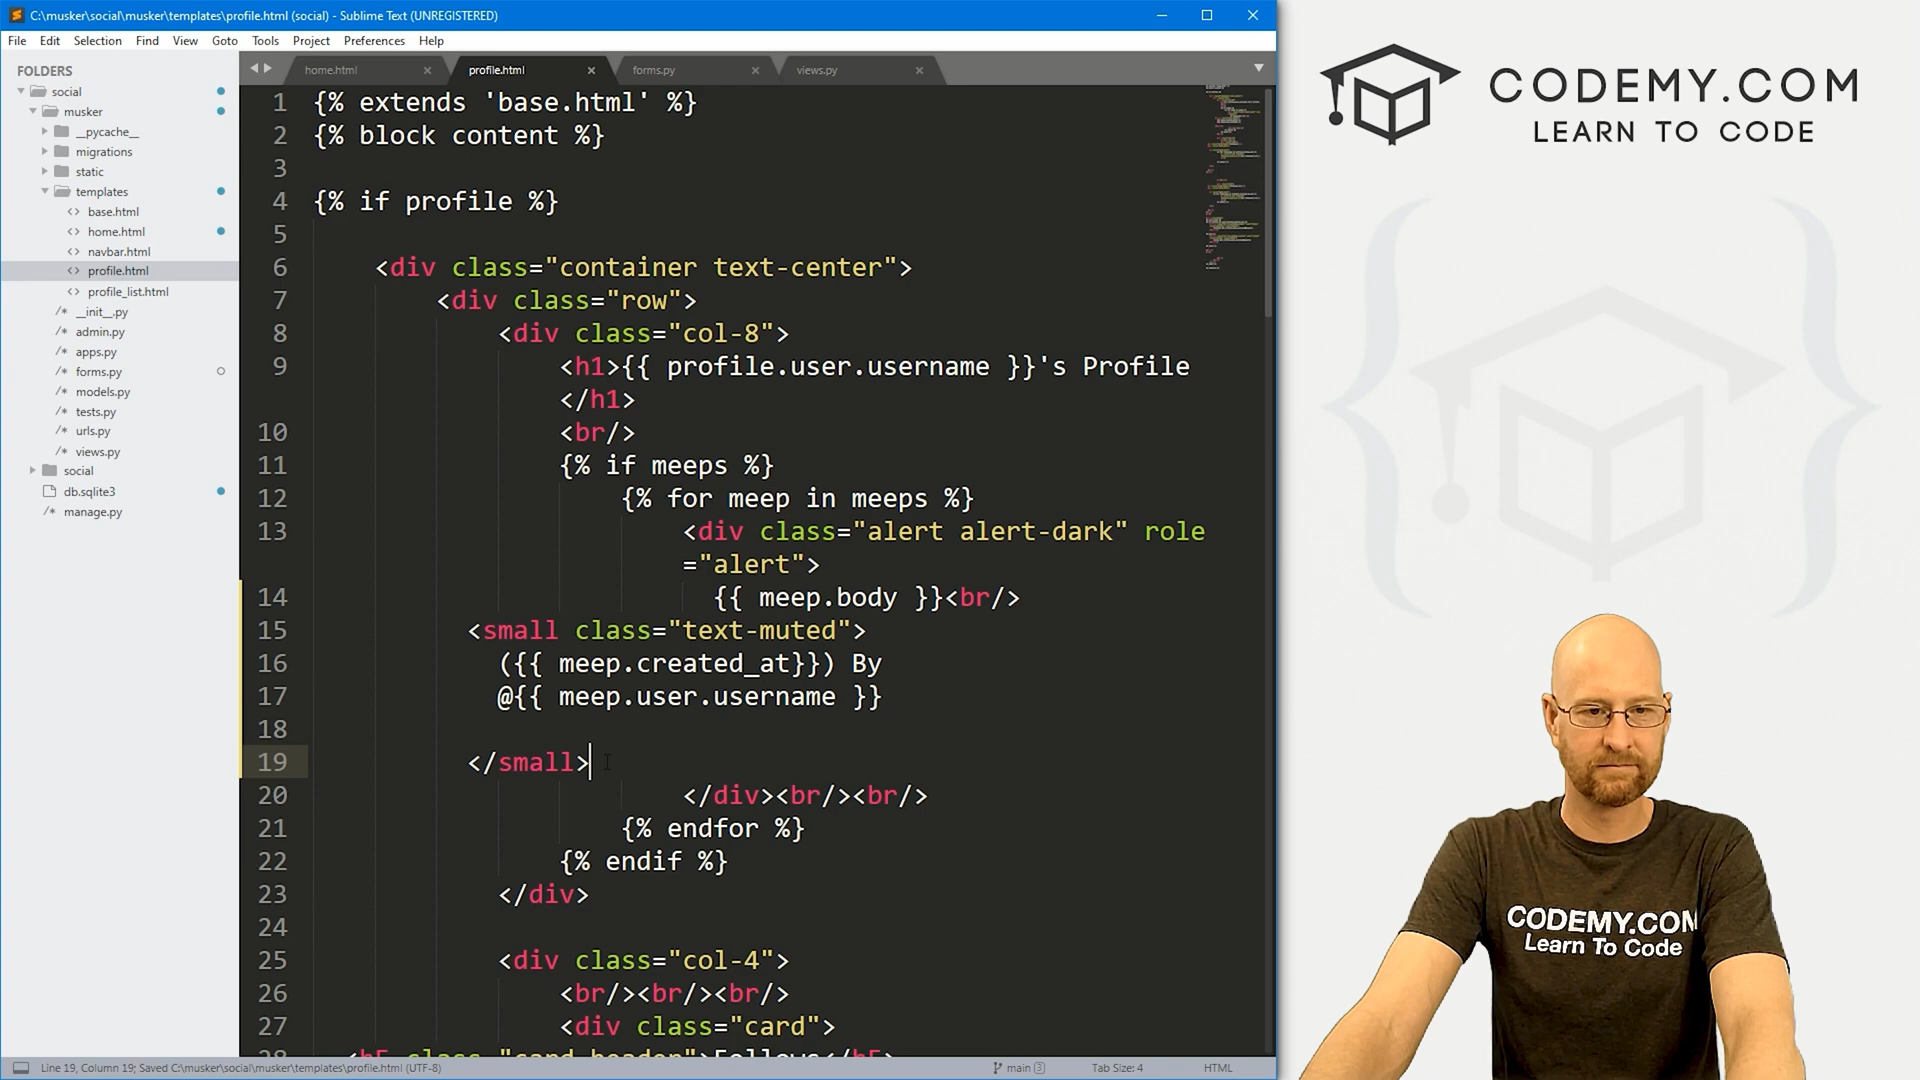 C:\musker\social\musker\templates\profile.html (social) - Sublime Text (UNREGISTERED)
File Edit Selection Find View Goto Tools Project Preferences Help
FOLDERS
social
musker
__pycache__
migrations
static
templates
base.html
home.html
navbar.html
profile.html
profile_list.html
__init__.py
admin.py
apps.py
forms.py
models.py
tests.py
urls.py
views.py
social
db.sqlite3
manage.py
home.html profile.html forms.py views.py
1 {% extends 'base.html' %}
2 {% block content %}
3
4 {% if profile %}
5
6 <div class="container text-center">
7 <div class="row">
8 <div class="col-8">
9 <h1>{{ profile.user.username }}'s Profile
</h1>
10 <br/>
11 {% if meeps %}
12 {% for meep in meeps %}
13 <div class="alert alert-dark" role
="alert">
14 {{ meep.body }}<br/>
15 <small class="text-muted">
16 ({{ meep.created_at}}) By
17 @{{ meep.user.username }}
18
19 </small>
20 </div><br/><br/>
21 {% endfor %}
22 {% endif %}
23 </div>
24
25 <div class="col-4">
26 <br/><br/><br/>
27 <div class="card">
28 <h5 class="card-header">Follows</h5>
Line 19, Column 19; Saved C:\musker\social\musker\templates\profile.html (UTF-8)
main 3
Tab Size: 4
HTML
CODEMY.COM
LEARN TO CODE
CODEMY.COM
Learn To Code